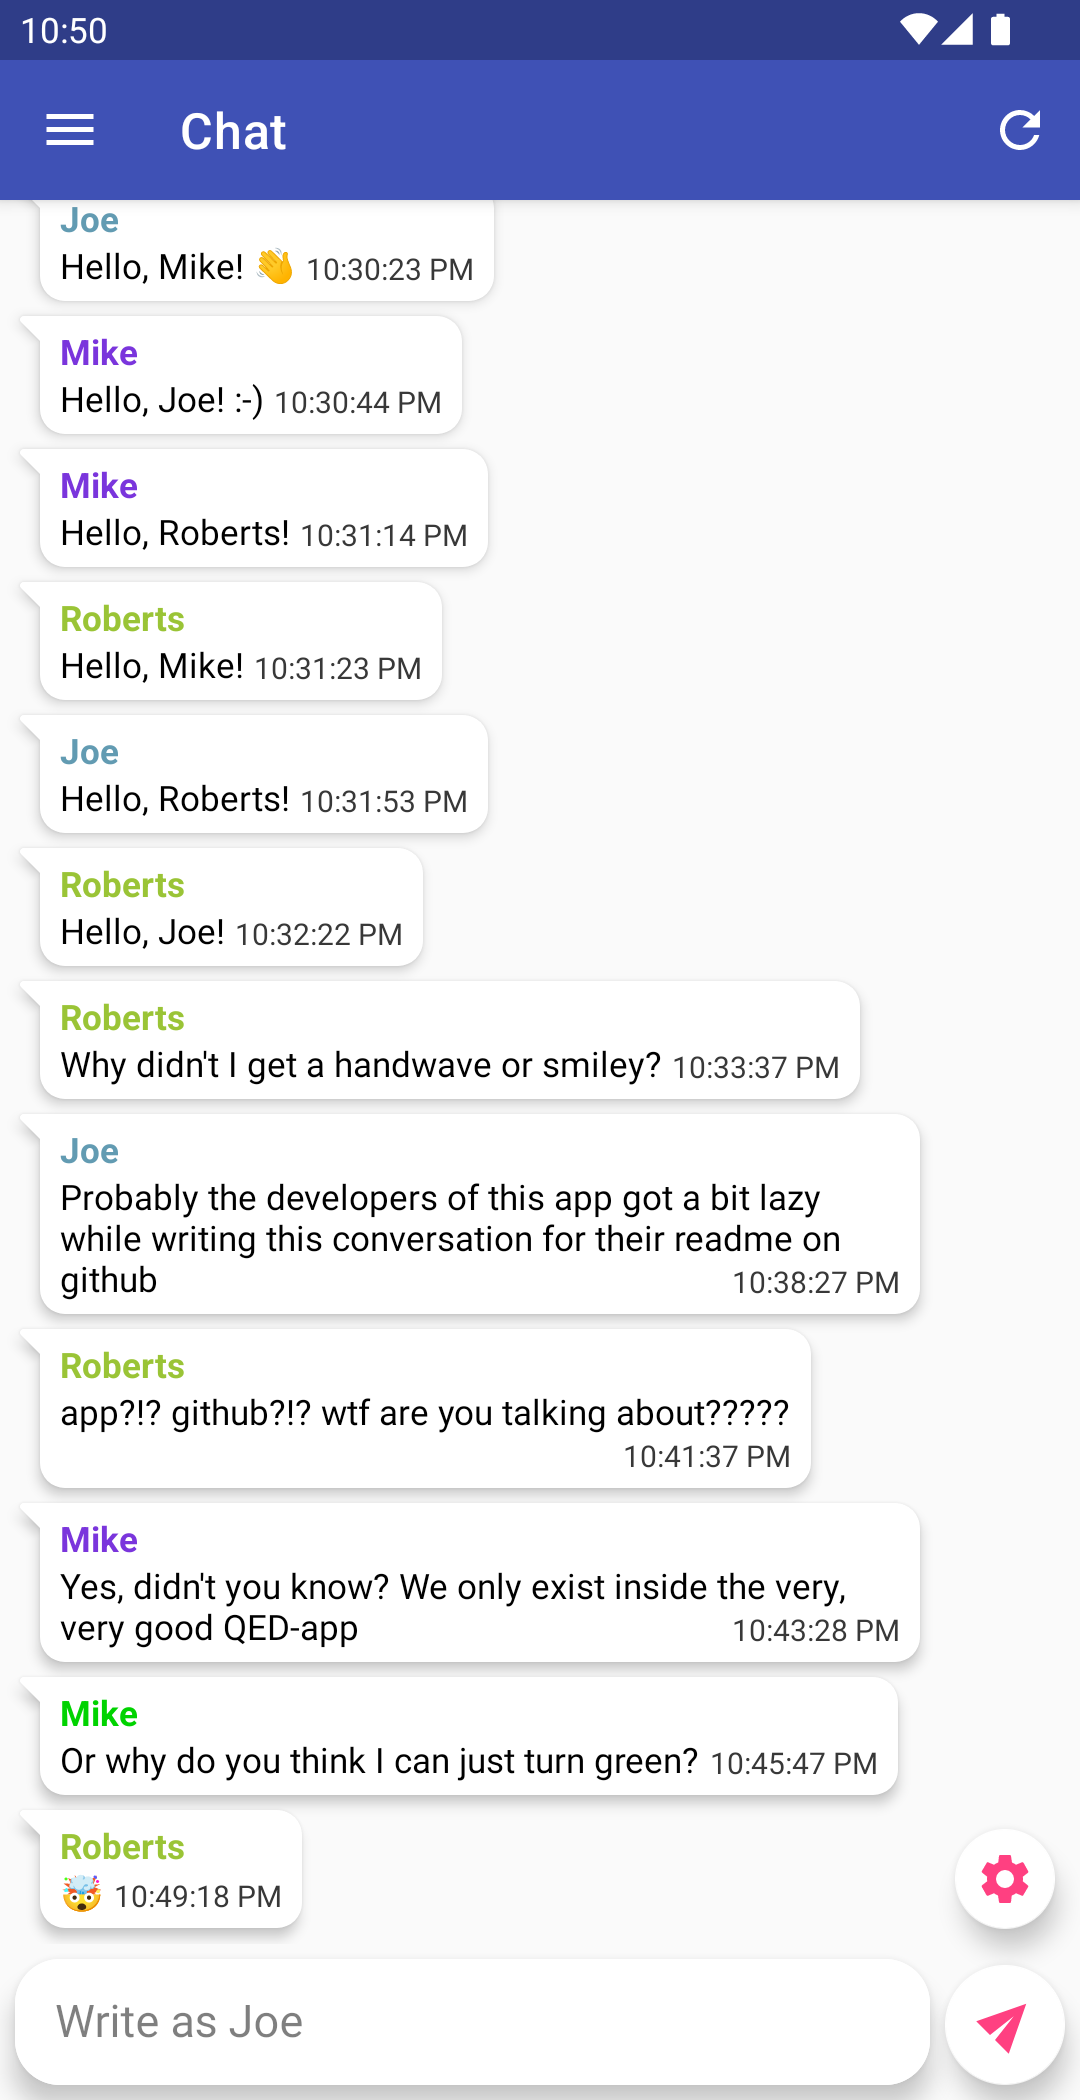 10:50
Chat
Joe
Hello, Mike! 👋 10:30:23 PM
Mike
Hello, Joe! :-) 10:30:44 PM
Mike
Hello, Roberts! 10:31:14 PM
Roberts
Hello, Mike! 10:31:23 PM
Joe
Hello, Roberts! 10:31:53 PM
Roberts
Hello, Joe! 10:32:22 PM
Roberts
Why didn't I get a handwave or smiley? 10:33:37 PM
Joe
Probably the developers of this app got a bit lazy
while writing this conversation for their readme on
github 10:38:27 PM
Roberts
app?!? github?!? wtf are you talking about?????
10:41:37 PM
Mike
Yes, didn't you know? We only exist inside the very,
very good QED-app 10:43:28 PM
Mike
Or why do you think I can just turn green? 10:45:47 PM
Roberts
🤯 10:49:18 PM
Write as Joe